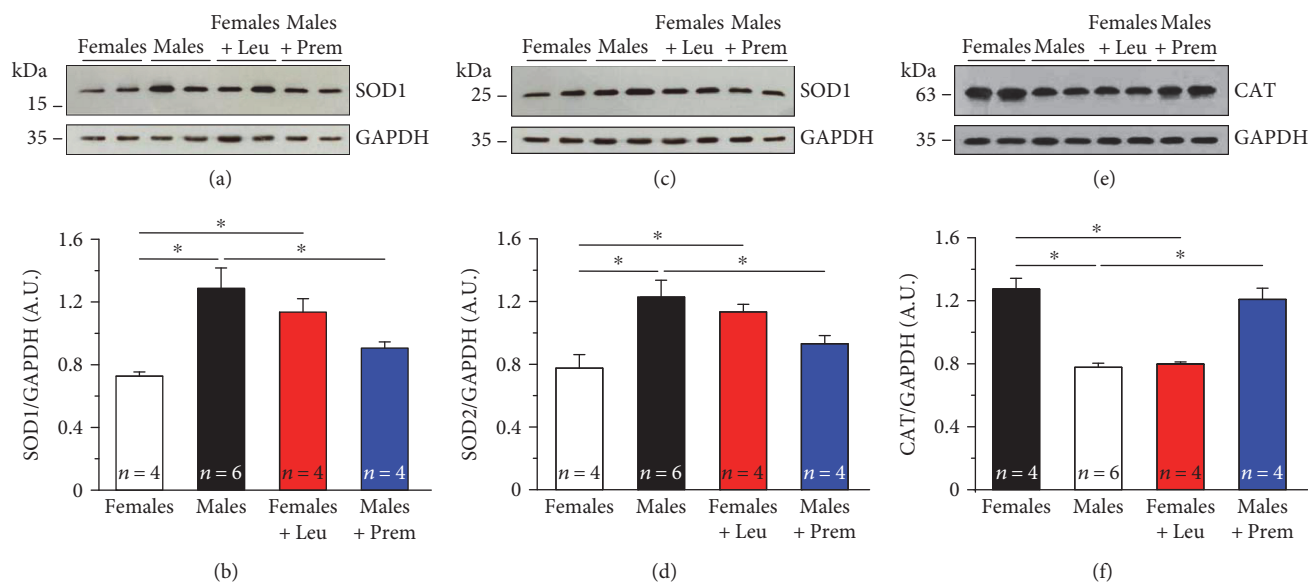 Females Males Females + Leu Males + Prem
kDa
15
35
SOD1
GAPDH
(a)
Females Males Females + Leu Males + Prem
kDa
25
35
SOD1
GAPDH
(c)
Females Males Females + Leu Males + Prem
kDa
63
35
CAT
GAPDH
(e)
SOD1/GAPDH (A.U.)
1.6
1.2
0.8
0.4
0
* * * 
n = 4 n = 6 n = 4 n = 4
Females Males Females + Leu Males + Prem
(b)
SOD2/GAPDH (A.U.)
1.6
1.2
0.8
0.4
0
* * *
n = 4 n = 6 n = 4 n = 4
Females Males Females + Leu Males + Prem
(d)
CAT/GAPDH (A.U.)
1.6
1.2
0.8
0.4
0
* * *
n = 4 n = 6 n = 4 n = 4
Females Males Females + Leu Males + Prem
(f)